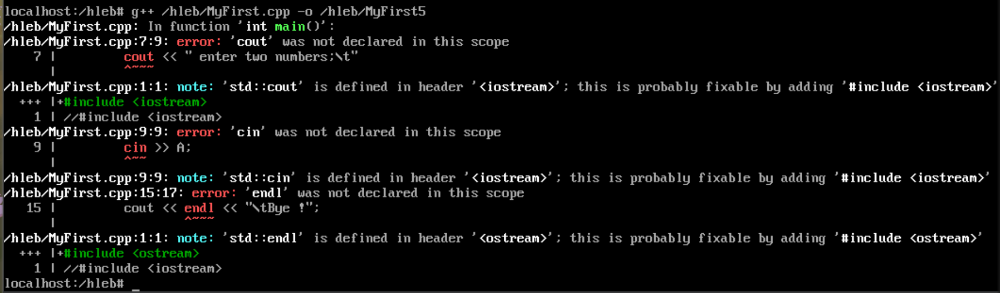 localhost:/hleb# g++ /hleb/MyFirst.cpp -o /hleb/MyFirst5
/hleb/MyFirst.cpp: In function 'int main()':
/hleb/MyFirst.cpp:7:9: error: 'cout' was not declared in this scope
    7 |         cout << " enter two numbers;\t"
      |         ^~~~
/hleb/MyFirst.cpp:1:1: note: 'std::cout' is defined in header '<iostream>'; this is probably fixable by adding '#include <iostream>'
  +++ |+#include <iostream>
    1 | //#include <iostream>
/hleb/MyFirst.cpp:9:9: error: 'cin' was not declared in this scope
    9 |         cin >> A;
      |         ^~~
/hleb/MyFirst.cpp:9:9: note: 'std::cin' is defined in header '<iostream>'; this is probably fixable by adding '#include <iostream>'
/hleb/MyFirst.cpp:15:17: error: 'endl' was not declared in this scope
   15 |         cout << endl << "\tBye !";
      |                 ^~~~
/hleb/MyFirst.cpp:1:1: note: 'std::endl' is defined in header '<ostream>'; this is probably fixable by adding '#include <ostream>'
  +++ |+#include <ostream>
    1 | //#include <iostream>
localhost:/hleb# _